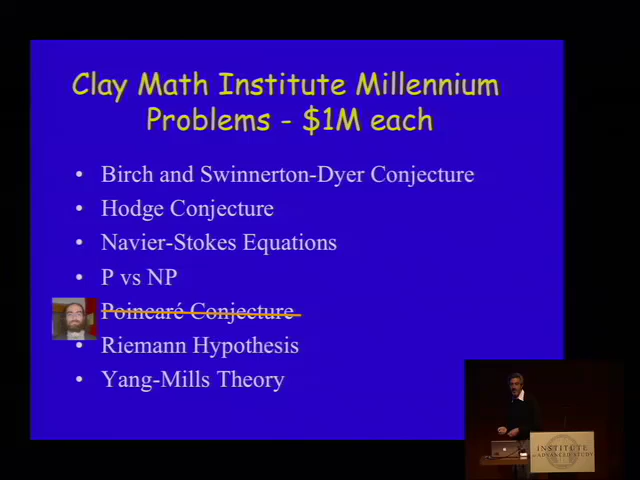 Clay Math Institute Millennium
Problems - $1M each
• Birch and Swinnerton-Dyer Conjecture
• Hodge Conjecture
• Navier-Stokes Equations
• P vs NP
Poincaré Conjecture
• Riemann Hypothesis
• Yang-Mills Theory
INSTITUTE
for ADVANCED STUDY